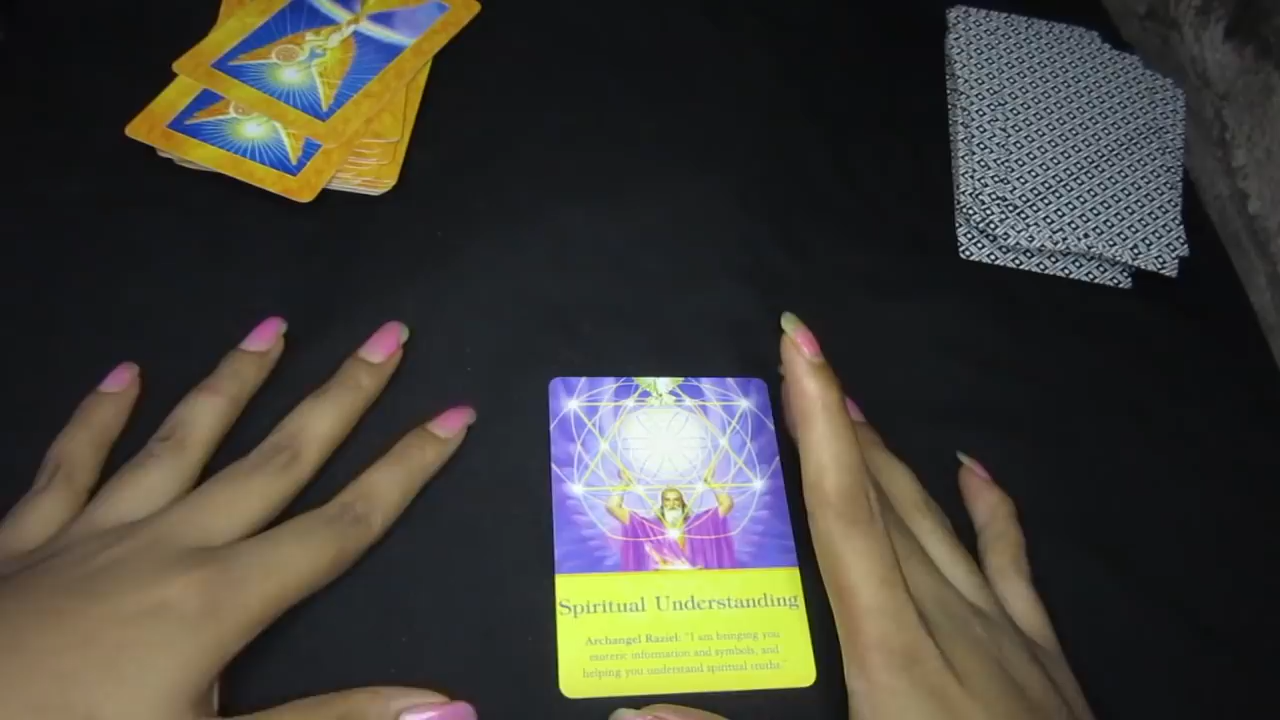 Spiritual Understanding
Archangel Raziel: "I am bringing you
esoteric information and symbols, and
helping you understand spiritual truths."